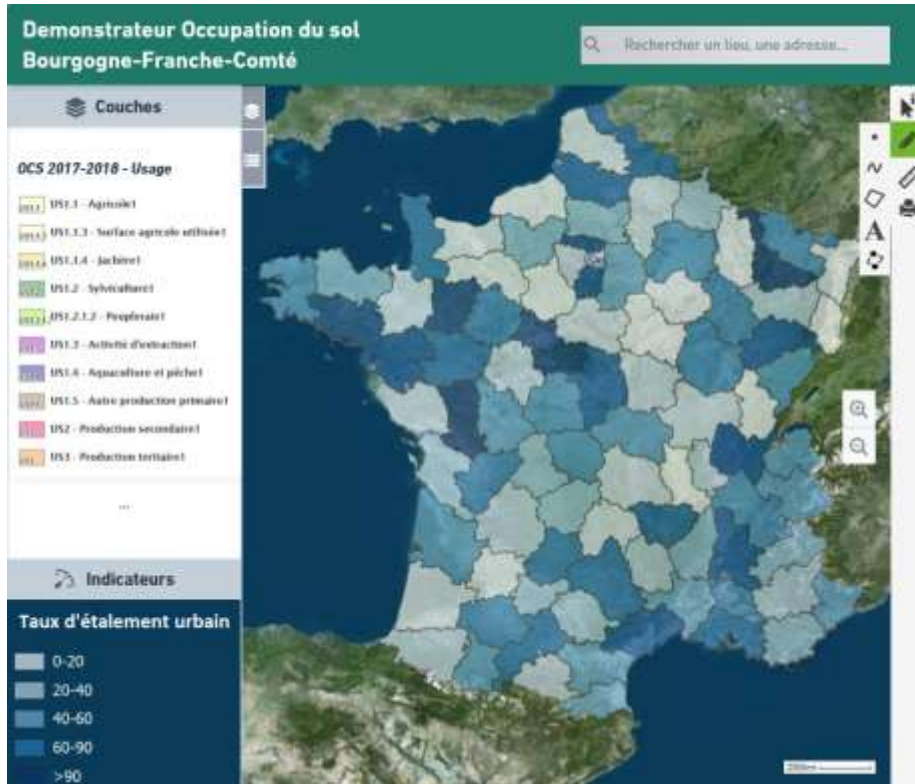 Demonstrateur Occupation du sol
Bourgogne-Franche-Comté
Rechercher un lieu, une adresse...
Couches
OCS 2017-2018 - Usage
US1.1 - Agricole1
US1.1.3 - Surface agricole utilisée1
US1.1.4 - Jachère1
US1.2 - Sylviculture1
US1.2.1.2 - Peupleraie1
US1.3 - Activité d'extraction1
US1.4 - Aquaculture et pêche1
US1.5 - Autre production primaire1
US2 - Production secondaire1
US3 - Production tertiaire1
...
A
Indicateurs
Taux d'étalement urbain
0-20
20-40
40-60
60-90
>90